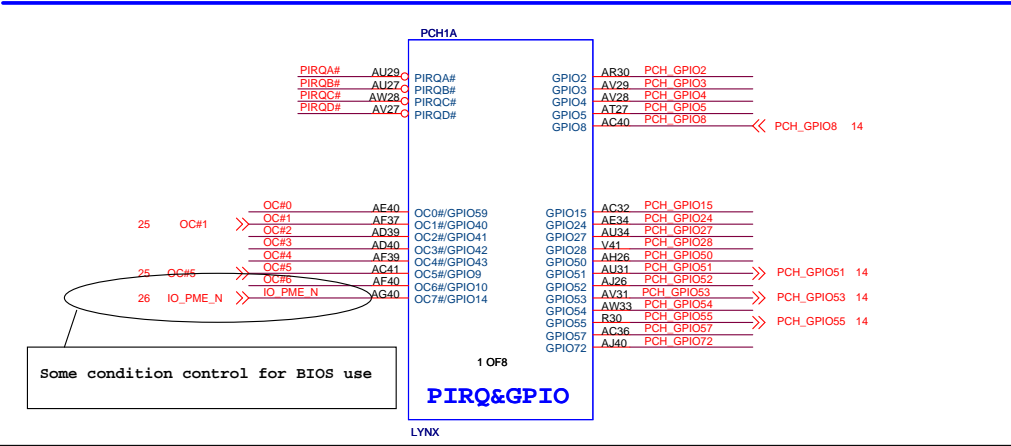 PCH1A
PIRQA# AU29 PIRQA# GPIO2 AR30 PCH_GPIO2
PIRQB# AU27 PIRQB# GPIO3 AV29 PCH_GPIO3
PIRQC# AW28 PIRQC# GPIO4 AV28 PCH_GPIO4
PIRQD# AV27 PIRQD# GPIO5 AT27 PCH_GPIO5
GPIO8 AC40 PCH_GPIO8 PCH_GPIO8 14
OC#0 AE40 OC0#/GPIO59 GPIO15 AC32 PCH_GPIO15
25 OC#1 OC#1 AF37 OC1#/GPIO40 GPIO24 AE34 PCH_GPIO24
OC#2 AD39 OC2#/GPIO41 GPIO27 AU34 PCH_GPIO27
OC#3 AD40 OC3#/GPIO42 GPIO28 V41 PCH_GPIO28
OC#4 AF39 OC4#/GPIO43 GPIO50 AH26 PCH_GPIO50
25 OC#5 OC#5 AC41 OC5#/GPIO9 GPIO51 AU31 PCH_GPIO51 PCH_GPIO51 14
OC#6 AF40 OC6#/GPIO10 GPIO52 AJ26 PCH_GPIO52
26 IO_PME_N IO_PME_N AG40 OC7#/GPIO14 GPIO53 AV31 PCH_GPIO53 PCH_GPIO53 14
GPIO54 AW33 PCH_GPIO54
GPIO55 R30 PCH_GPIO55 PCH_GPIO55 14
GPIO57 AC36 PCH_GPIO57
GPIO72 AJ40 PCH_GPIO72
1 OF8
Some condition control for BIOS use
PIRQ&GPIO
LYNX